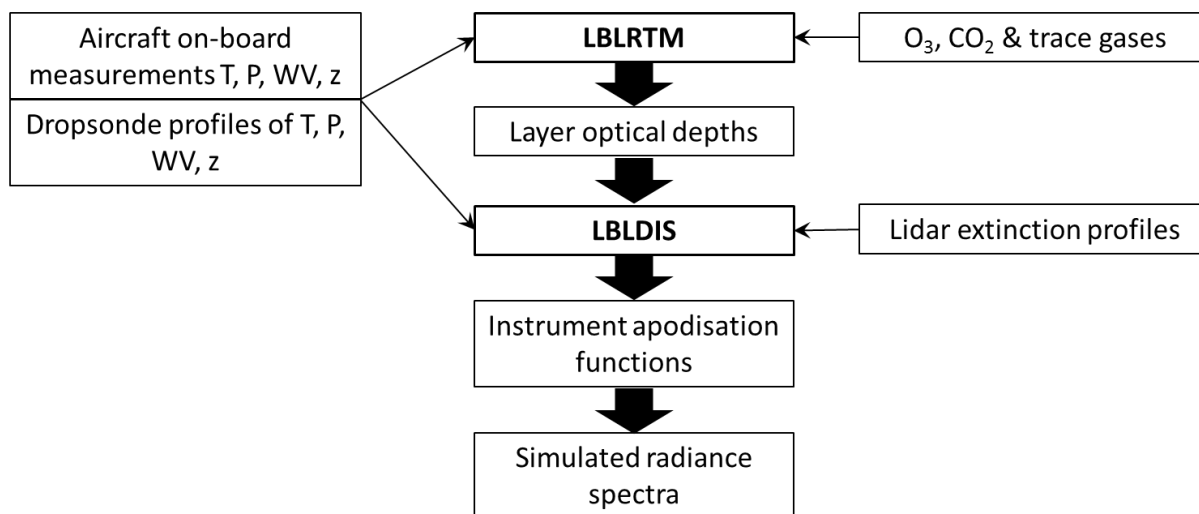 Aircraft on-board
measurements T, P, WV, z
Dropsonde profiles of T, P,
WV, z
LBLRTM
O₃, CO₂ & trace gases
Layer optical depths
LBLDIS
Lidar extinction profiles
Instrument apodisation
functions
Simulated radiance
spectra